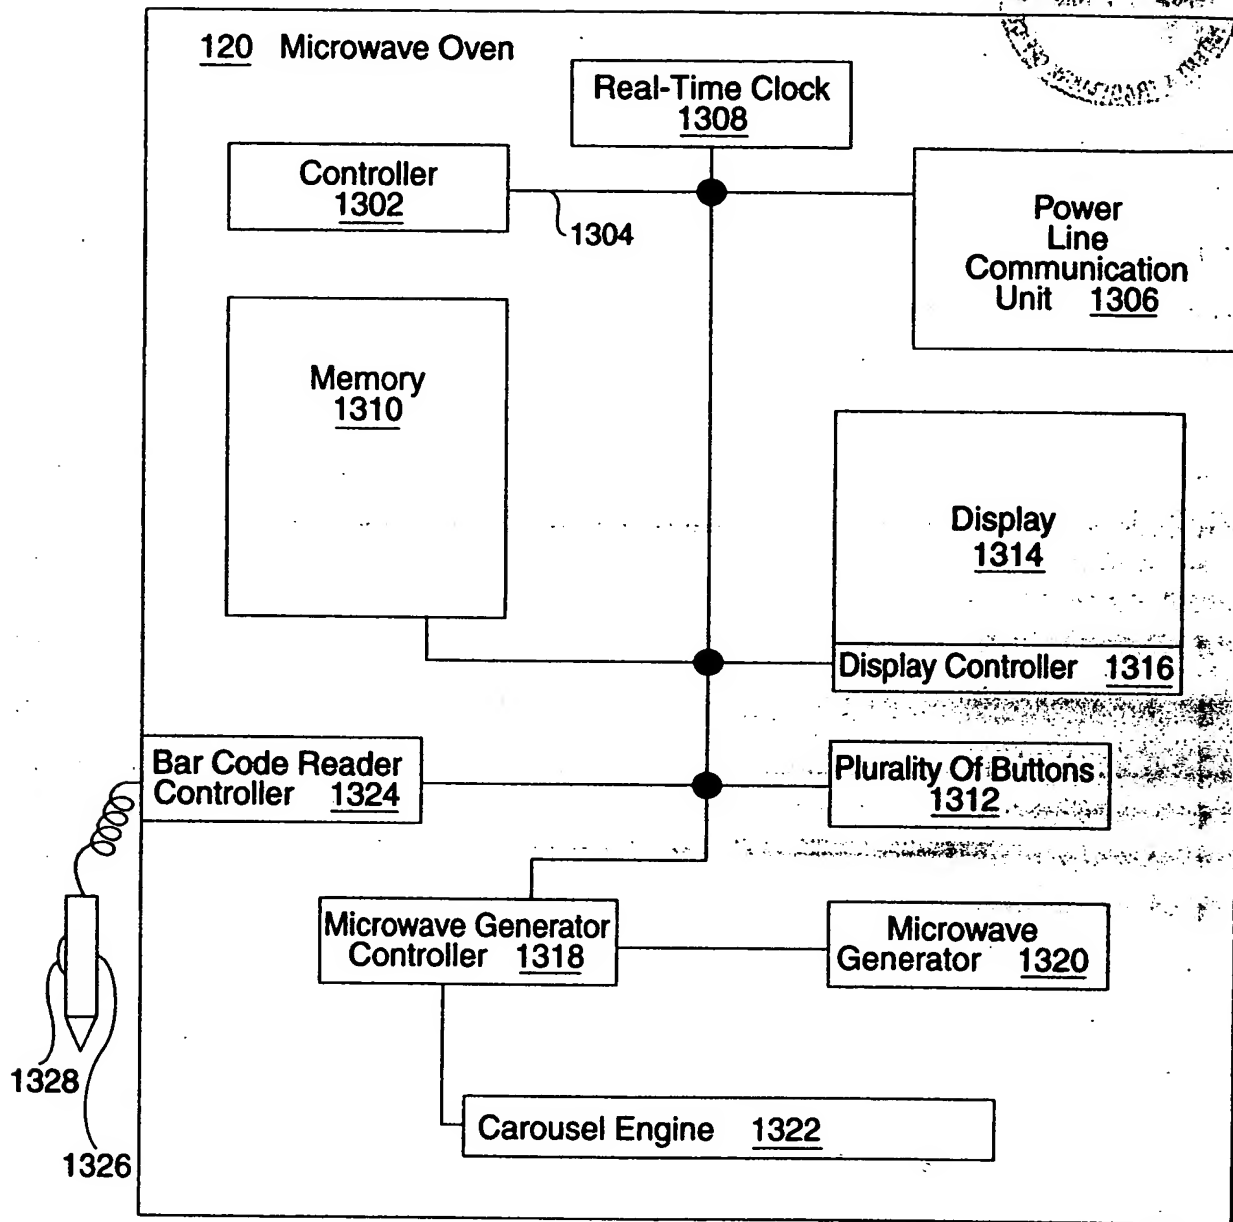 120 Microwave Oven
Real-Time Clock
1308
Controller
1302
1304
Power
Line
Communication
Unit 1306
Memory
1310
Display
1314
Display Controller 1316
Bar Code Reader
Controller 1324
Plurality Of Buttons
1312
Microwave Generator
Controller 1318
Microwave
Generator 1320
1328
1326
Carousel Engine 1322